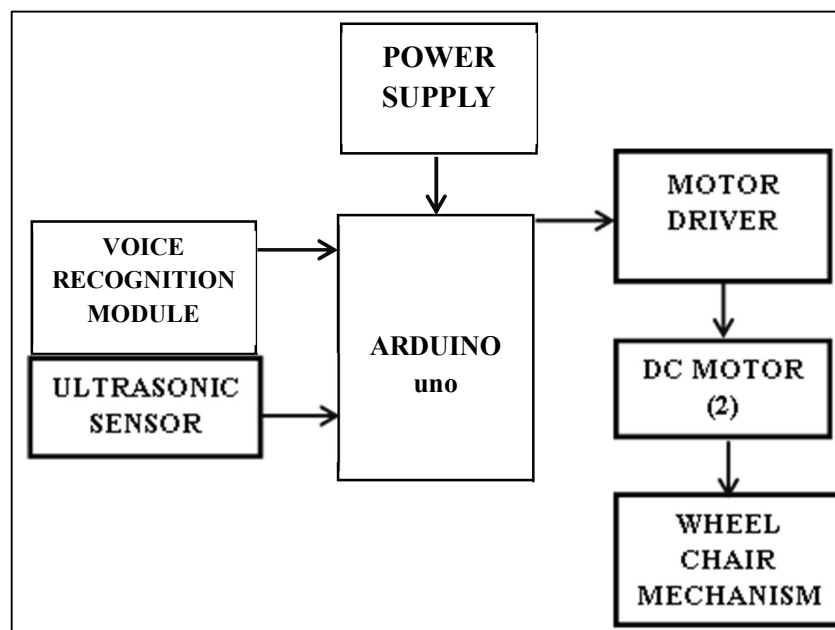 POWER
SUPPLY
MOTOR
DRIVER
VOICE
RECOGNITION
MODULE
ARDUINO
uno
ULTRASONIC
SENSOR
DC MOTOR
(2)
WHEEL
CHAIR
MECHANISM